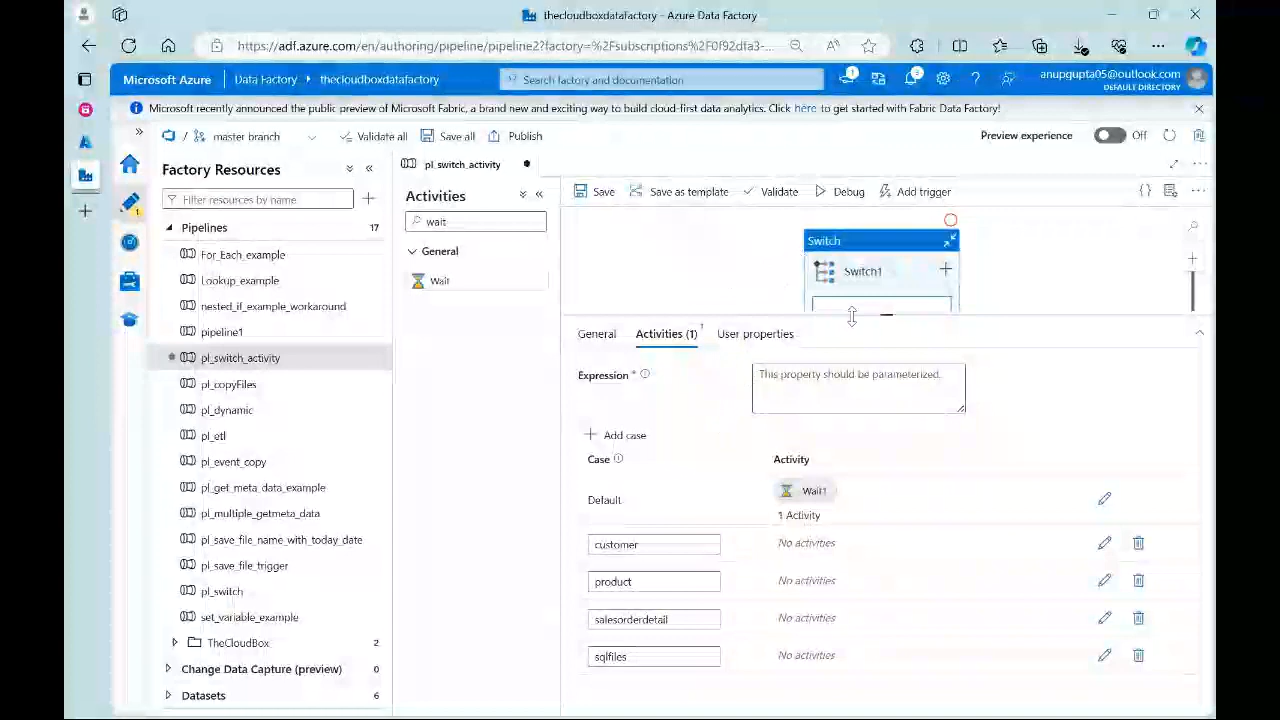 thecloudboxdatafactory - Azure Data Factory
https://adf.azure.com/en/authoring/pipeline/pipeline2?factory=%2Fsubscriptions%2F0f92dfa3-...
Microsoft Azure
Data Factory
thecloudboxdatafactory
Search factory and documentation
anupgupta05@outlook.com
DEFAULT DIRECTORY
Microsoft recently announced the public preview of Microsoft Fabric, a brand new and exciting way to build cloud-first data analytics. Click here to get started with Fabric Data Factory!
master branch
Validate all
Save all
Publish
Preview experience
Off
Factory Resources
Filter resources by name
Pipelines 17
For_Each_example
Lookup_example
nested_if_example_workaround
pipeline1
pl_switch_activity
pl_copyFiles
pl_dynamic
pl_etl
pl_event_copy
pl_get_meta_data_example
pl_multiple_getmeta_data
pl_save_file_name_with_today_date
pl_save_file_trigger
pl_switch
set_variable_example
TheCloudBox 2
Change Data Capture (preview) 0
Datasets 6
pl_switch_activity
Activities
wait
General
Wait
Save
Save as template
Validate
Debug
Add trigger
Switch
Switch1
General
Activities (1) 1
User properties
Expression *
This property should be parameterized.
Add case
Case
Activity
Default
Wait1
1 Activity
customer
No activities
product
No activities
salesorderdetail
No activities
sqlfiles
No activities